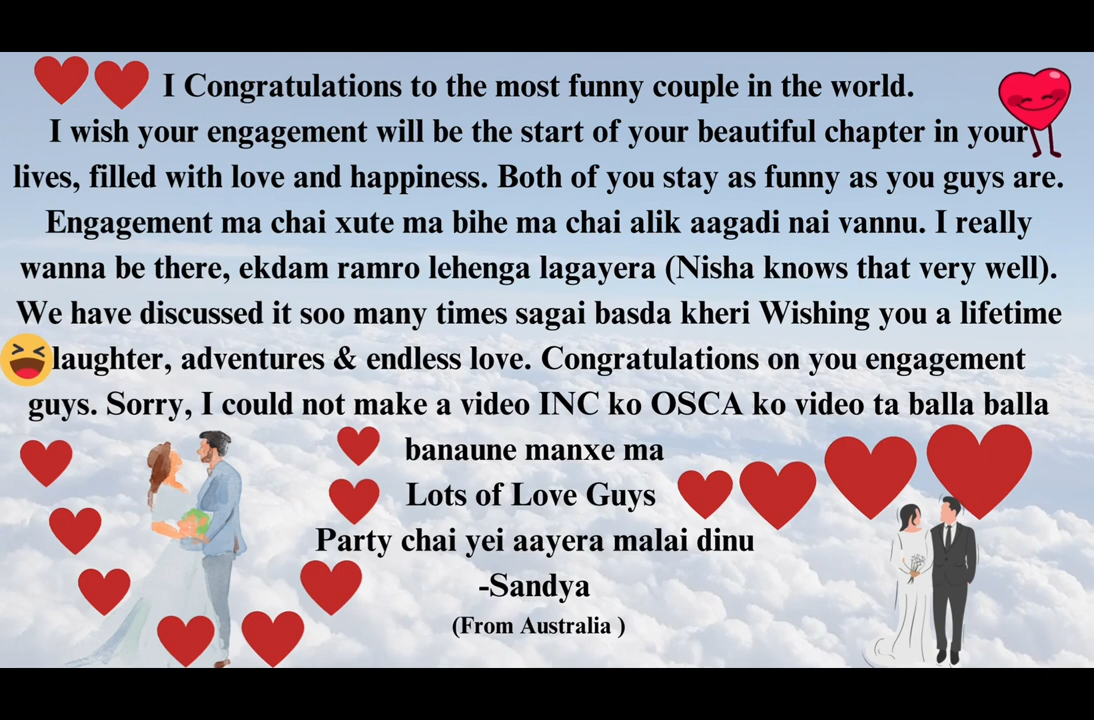 I Congratulations to the most funny couple in the world.
I wish your engagement will be the start of your beautiful chapter in your
lives, filled with love and happiness. Both of you stay as funny as you guys are.
Engagement ma chai xute ma bihe ma chai alik aagadi nai vannu. I really
wanna be there, ekdam ramro lehenga lagayera (Nisha knows that very well).
We have discussed it soo many times sagai basda kheri Wishing you a lifetime
laughter, adventures & endless love. Congratulations on you engagement
guys. Sorry, I could not make a video INC ko OSCA ko video ta balla balla
banaune manxe ma
Lots of Love Guys
Party chai yei aayera malai dinu
-Sandya
(From Australia )